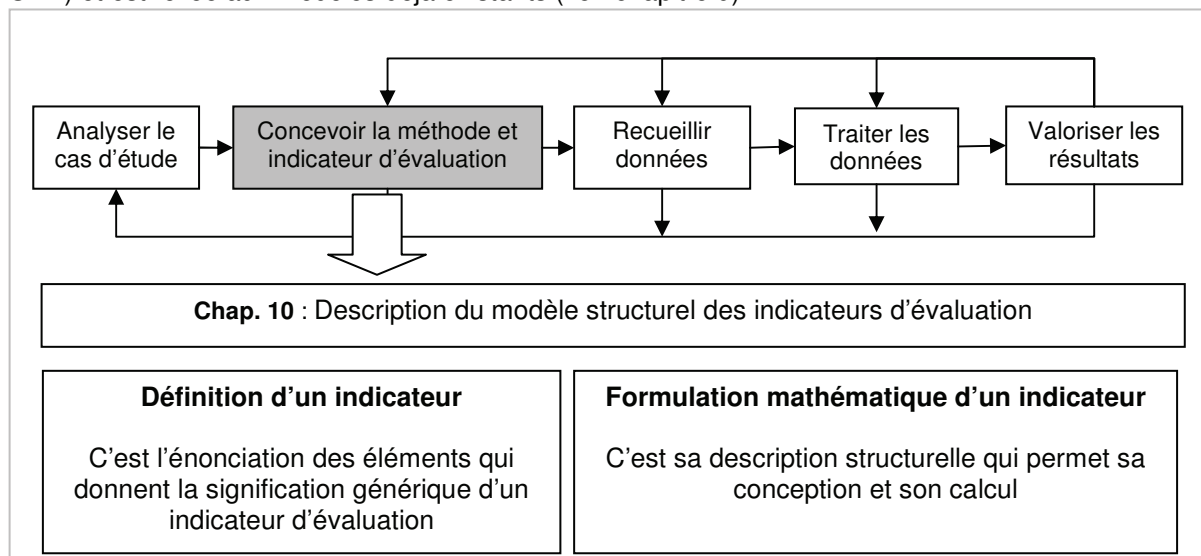 Analyser le
cas d'étude
Concevoir la méthode et
indicateur d'évaluation
Recueillir
données
Traiter les
données
Valoriser les
résultats
Chap. 10 : Description du modèle structurel des indicateurs d'évaluation
Définition d'un indicateur
C'est l'énonciation des éléments qui
donnent la signification générique d'un
indicateur d'évaluation
Formulation mathématique d'un indicateur
C'est sa description structurelle qui permet sa
conception et son calcul